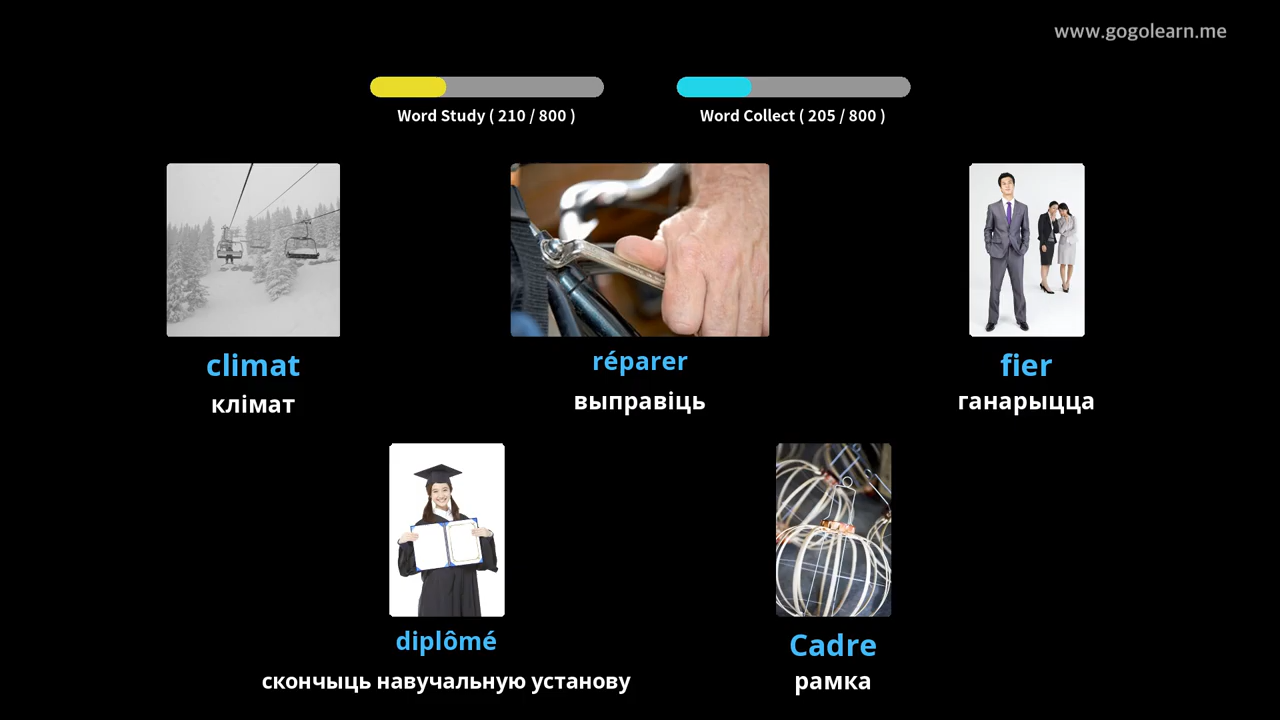 www.gogolearn.me
Word Study ( 210 / 800 )
Word Collect ( 205 / 800 )
climat
клімат
réparer
выправіць
fier
ганарыцца
diplômé
скончыць навучальную установу
Cadre
рамка